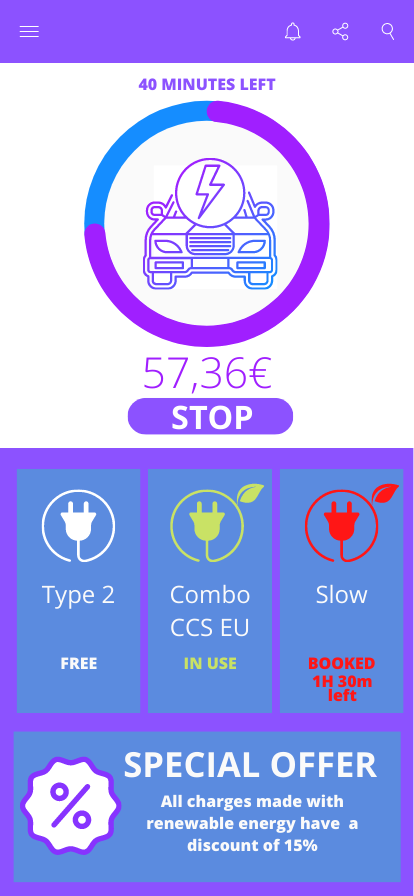 40 MINUTES LEFT
57,36€
STOP
Type 2
FREE
Combo
CCS EU
IN USE
Slow
BOOKED
1H 30m
left
SPECIAL OFFER
All charges made with
renewable energy have a
discount of 15%